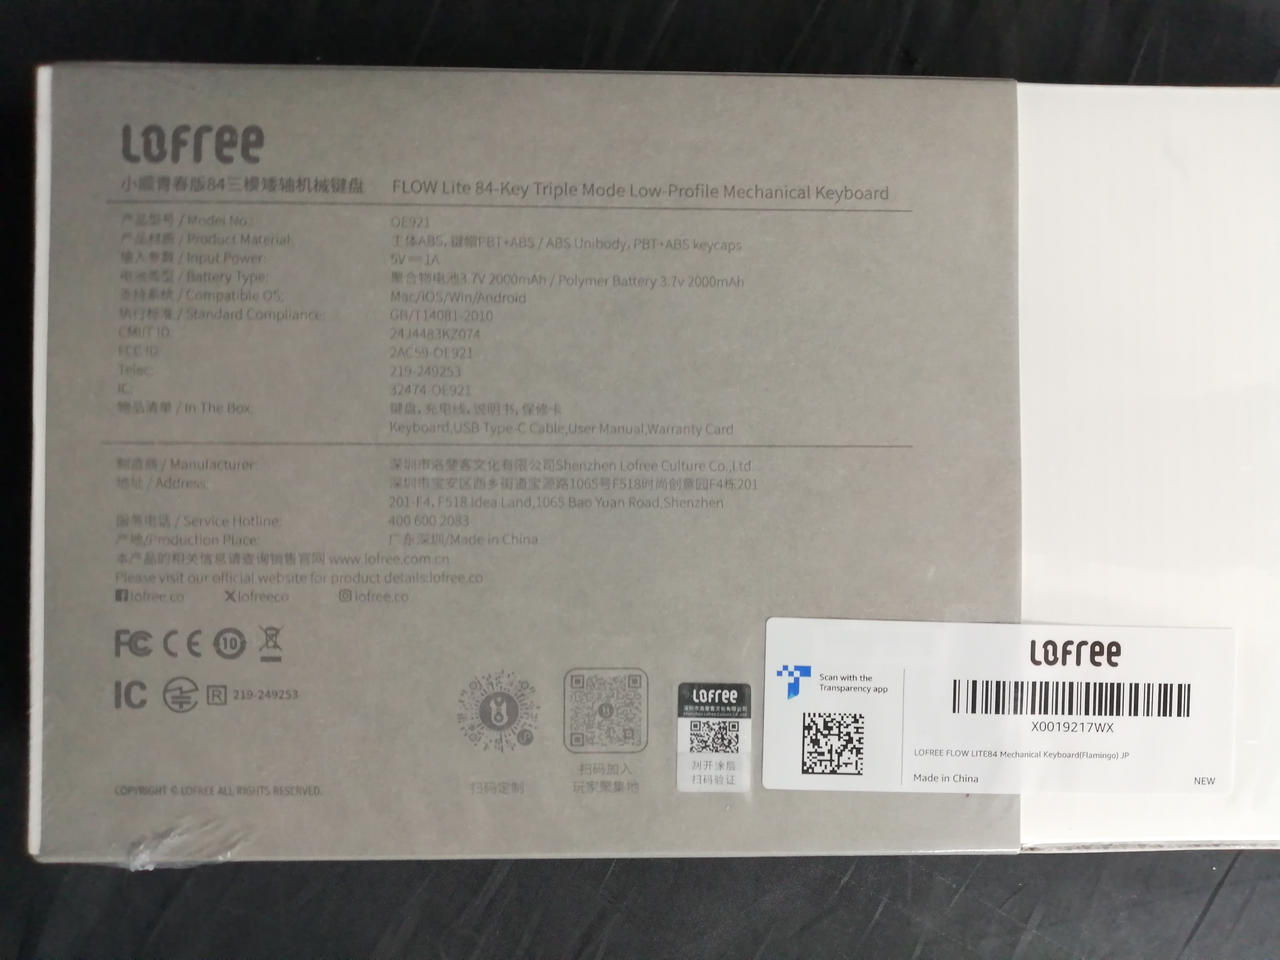 LOFREE
小顺青春版84三模矮轴机械键盘 FLOW Lite 84-Key Triple Mode Low-Profile Mechanical Keyboard
产品型号 / Model No.: OE921
产品材质 / Product Material: 主体ABS, 键帽PBT+ABS / ABS Unibody, PBT+ABS keycaps
输入参数 / Input Power: 5V⎓1A
电池类型 / Battery Type: 聚合物电池3.7V 2000mAh / Polymer Battery 3.7v 2000mAh
支持系统 / Compatible OS: Mac/iOS/Win/Android
执行标准 / Standard Compliance: GB/T14081-2010
CMIIT ID: 24J4483KZ074
FCC ID: 2AC59-OE921
Telec: 219-249253
IC: 32474-OE921
物品清单 / In The Box: 键盘, 充电线, 说明书, 保修卡
Keyboard,USB Type-C Cable,User Manual,Warranty Card
制造商 / Manufacturer: 深圳市洛斐客文化有限公司Shenzhen Lofree Culture Co.,Ltd
地址 / Address: 深圳市宝安区西乡街道宝源路1065号F518时尚创意园F4栋201
201-F4, F518 Idea Land,1065 Bao Yuan Road,Shenzhen
服务电话 / Service Hotline: 400 600 2083
产地/Production Place: 广东深圳/Made in China
本产品的相关信息请查询销售官网 www.lofree.com.cn
Please visit our official website for product details:lofree.co
lofree.co lofreeco lofree.co
FC CE 10
IC R 219-249253
扫码定制
扫码加入
玩家聚集地
COPYRIGHT © LOFREE ALL RIGHTS RESERVED.
LOFREE
刮开涂层
扫码验证
Scan with the
Transparency app
LOFREE
X0019217WX
LOFREE FLOW LITE84 Mechanical Keyboard(Flamingo) JP
Made in China NEW